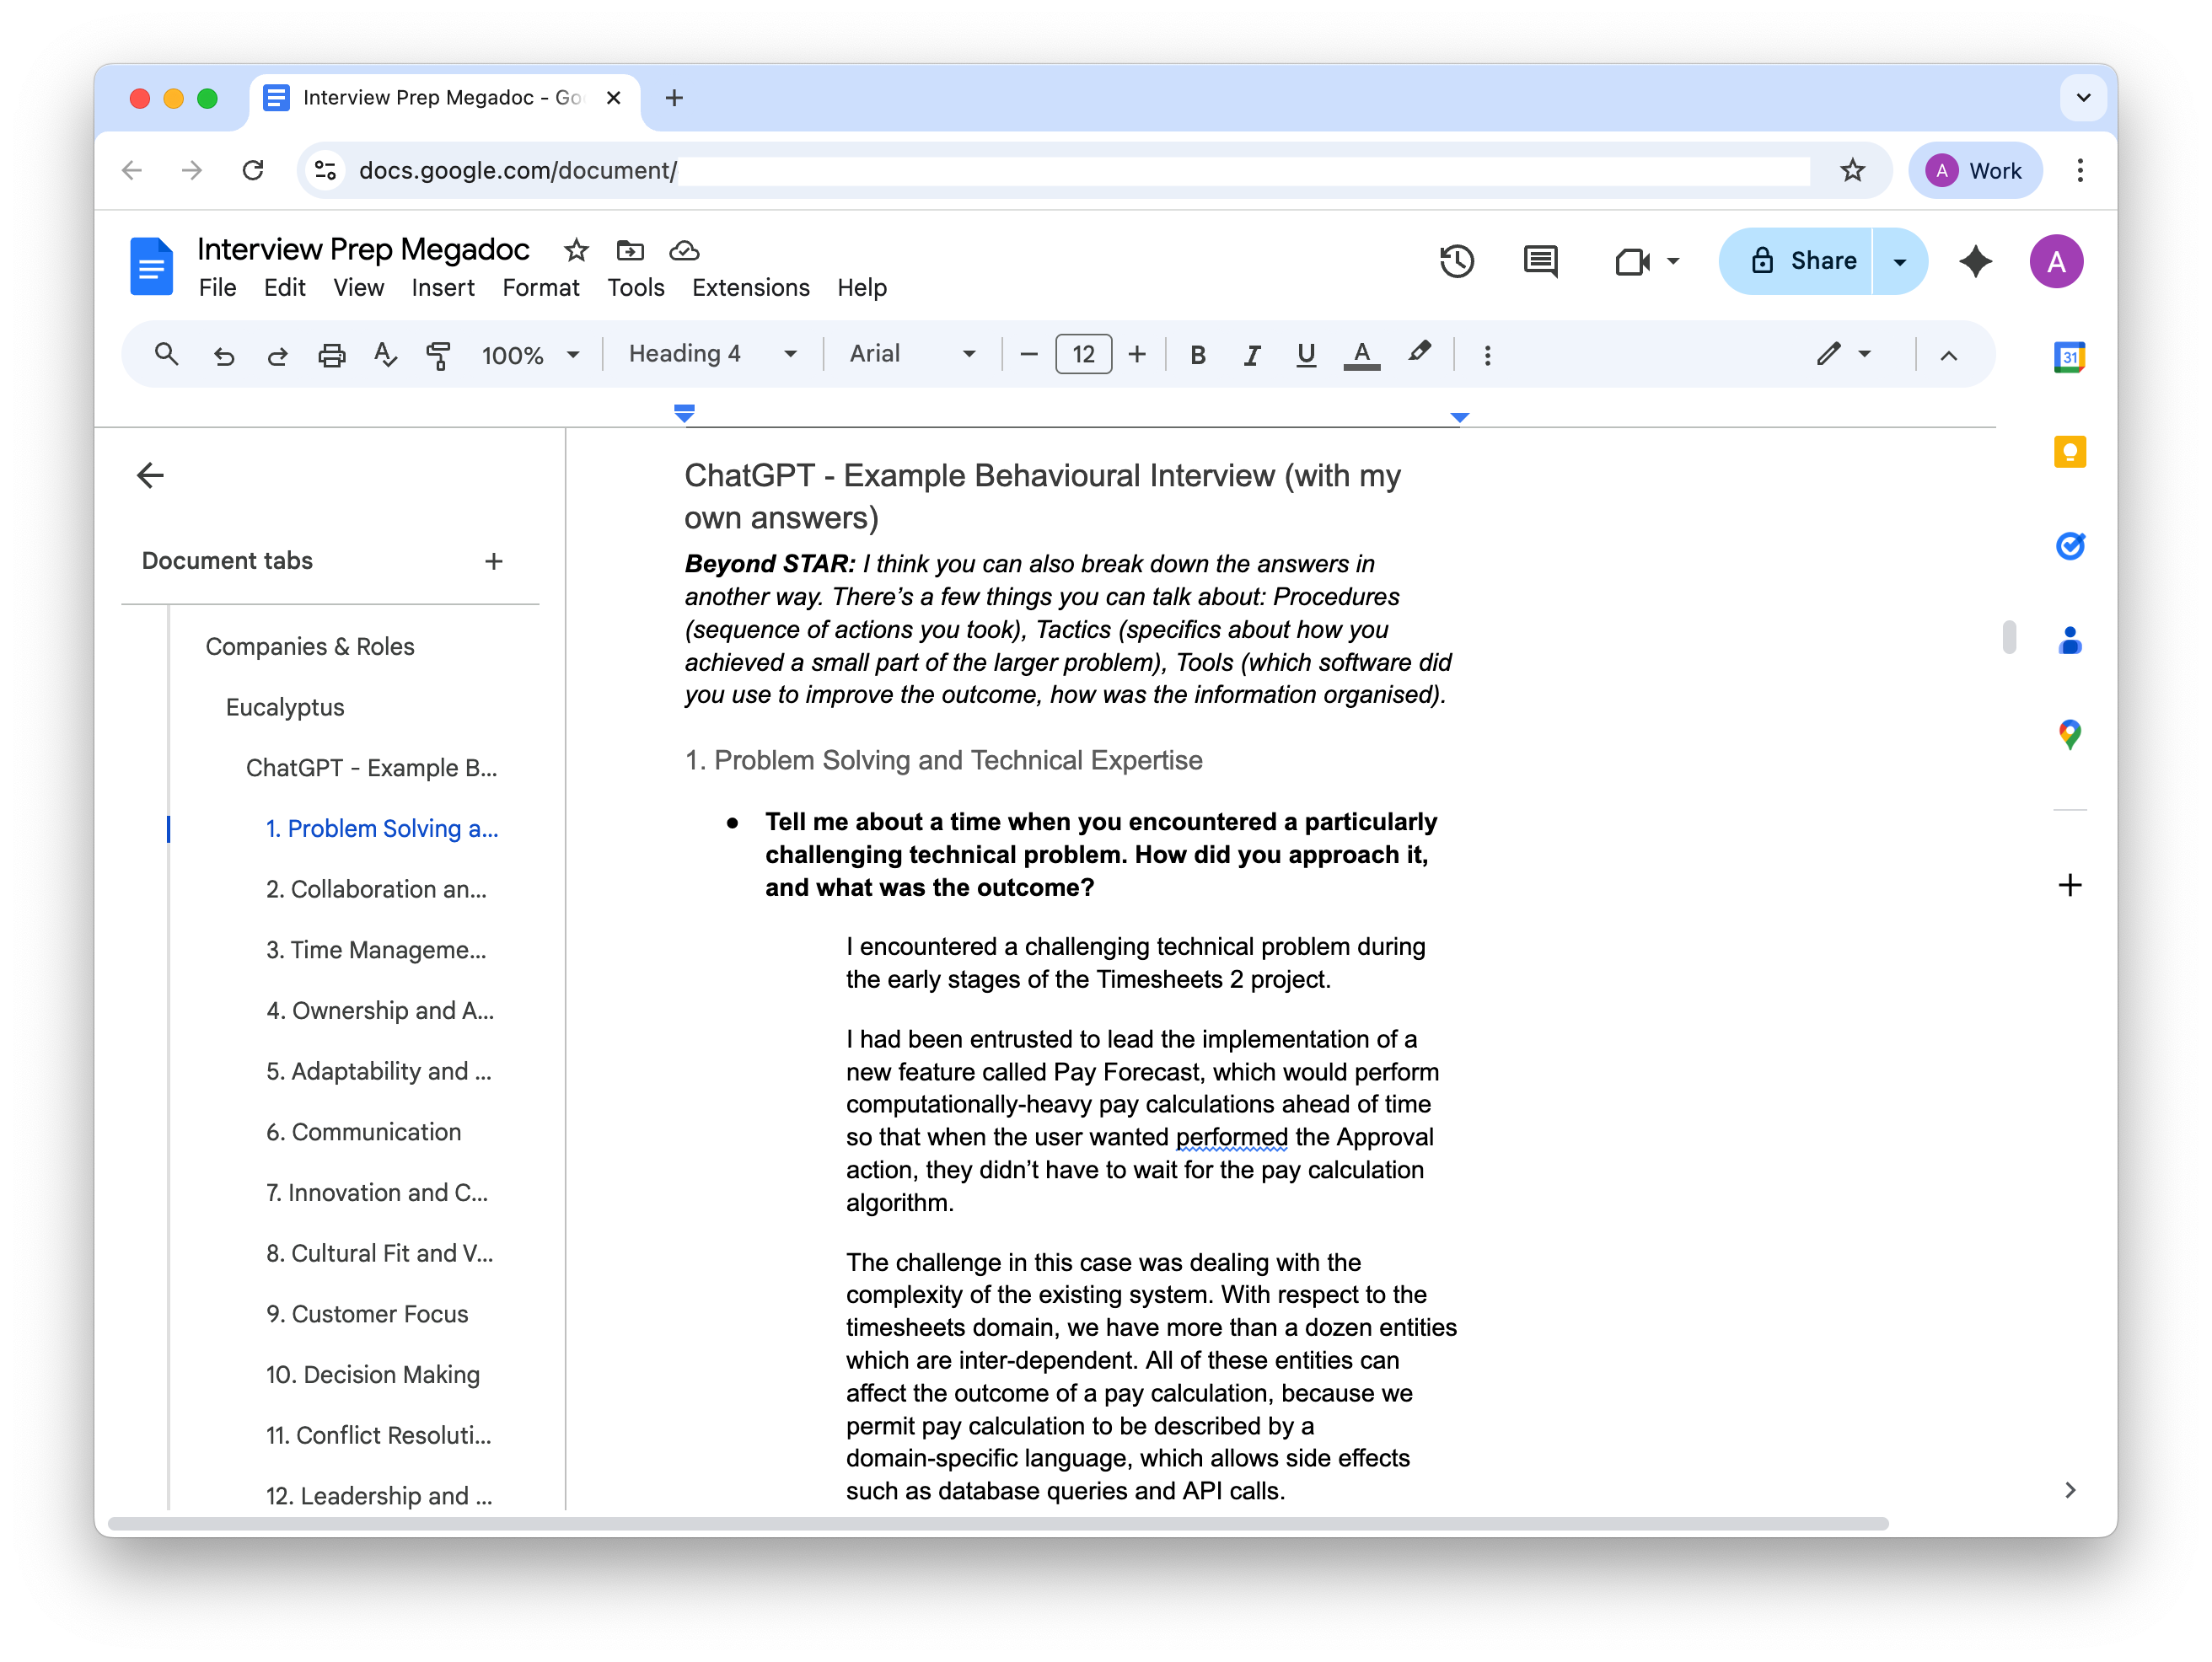 Interview Prep Megadoc - Go
docs.google.com/document/
A Work
Interview Prep Megadoc
File Edit View Insert Format Tools Extensions Help
Share
A
100% Heading 4 Arial 12 B I U A
31
Document tabs
Companies & Roles
Eucalyptus
ChatGPT - Example B...
1. Problem Solving a...
2. Collaboration an...
3. Time Manageme...
4. Ownership and A...
5. Adaptability and ...
6. Communication
7. Innovation and C...
8. Cultural Fit and V...
9. Customer Focus
10. Decision Making
11. Conflict Resoluti...
12. Leadership and ...
ChatGPT - Example Behavioural Interview (with my
own answers)
Beyond STAR: I think you can also break down the answers in
another way. There’s a few things you can talk about: Procedures
(sequence of actions you took), Tactics (specifics about how you
achieved a small part of the larger problem), Tools (which software did
you use to improve the outcome, how was the information organised).
1. Problem Solving and Technical Expertise
● Tell me about a time when you encountered a particularly
challenging technical problem. How did you approach it,
and what was the outcome?
I encountered a challenging technical problem during
the early stages of the Timesheets 2 project.
I had been entrusted to lead the implementation of a
new feature called Pay Forecast, which would perform
computationally-heavy pay calculations ahead of time
so that when the user wanted performed the Approval
action, they didn’t have to wait for the pay calculation
algorithm.
The challenge in this case was dealing with the
complexity of the existing system. With respect to the
timesheets domain, we have more than a dozen entities
which are inter-dependent. All of these entities can
affect the outcome of a pay calculation, because we
permit pay calculation to be described by a
domain-specific language, which allows side effects
such as database queries and API calls.